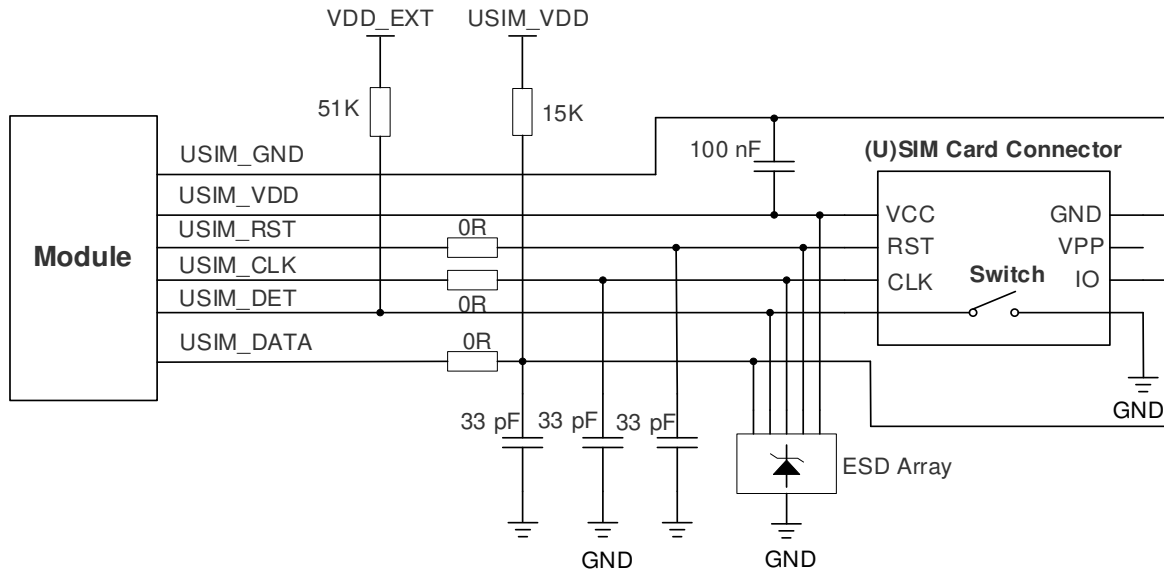 VDD_EXT
USIM_VDD
51K
15K
Module
USIM_GND
USIM_VDD
USIM_RST
USIM_CLK
USIM_DET
USIM_DATA
0R
0R
0R
100 nF
(U)SIM Card Connector
VCC
GND
RST
VPP
CLK
Switch
IO
GND
33 pF
33 pF
33 pF
ESD Array
GND
GND